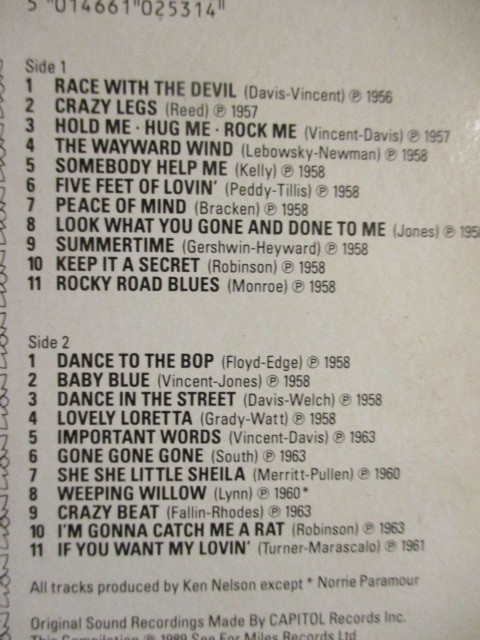 5 "014661"025314"
Side 1
1 RACE WITH THE DEVIL (Davis-Vincent) ℗ 1956
2 CRAZY LEGS (Reed) ℗ 1957
3 HOLD ME · HUG ME · ROCK ME (Vincent-Davis) ℗ 1957
4 THE WAYWARD WIND (Lebowsky-Newman) ℗ 1958
5 SOMEBODY HELP ME (Kelly) ℗ 1958
6 FIVE FEET OF LOVIN' (Peddy-Tillis) ℗ 1958
7 PEACE OF MIND (Bracken) ℗ 1958
8 LOOK WHAT YOU GONE AND DONE TO ME (Jones) ℗
9 SUMMERTIME (Gershwin-Heyward) ℗ 1958
10 KEEP IT A SECRET (Robinson) ℗ 1958
11 ROCKY ROAD BLUES (Monroe) ℗ 1958
Side 2
1 DANCE TO THE BOP (Floyd-Edge) ℗ 1958
2 BABY BLUE (Vincent-Jones) ℗ 1958
3 DANCE IN THE STREET (Davis-Welch) ℗ 1958
4 LOVELY LORETTA (Grady-Watt) ℗ 1958
5 IMPORTANT WORDS (Vincent-Davis) ℗ 1963
6 GONE GONE GONE (South) ℗ 1963
7 SHE SHE LITTLE SHEILA (Merritt-Pullen) ℗ 1960
8 WEEPING WILLOW (Lynn) ℗ 1960*
9 CRAZY BEAT (Fallin-Rhodes) ℗ 1963
10 I'M GONNA CATCH ME A RAT (Robinson) ℗ 1963
11 IF YOU WANT MY LOVIN' (Turner-Marascalo) ℗ 1961
All tracks produced by Ken Nelson except * Norrie Paramour
Original Sound Recordings Made By CAPITOL Records Inc.
This Compilation ℗ 1989 See For Miles Records Ltd